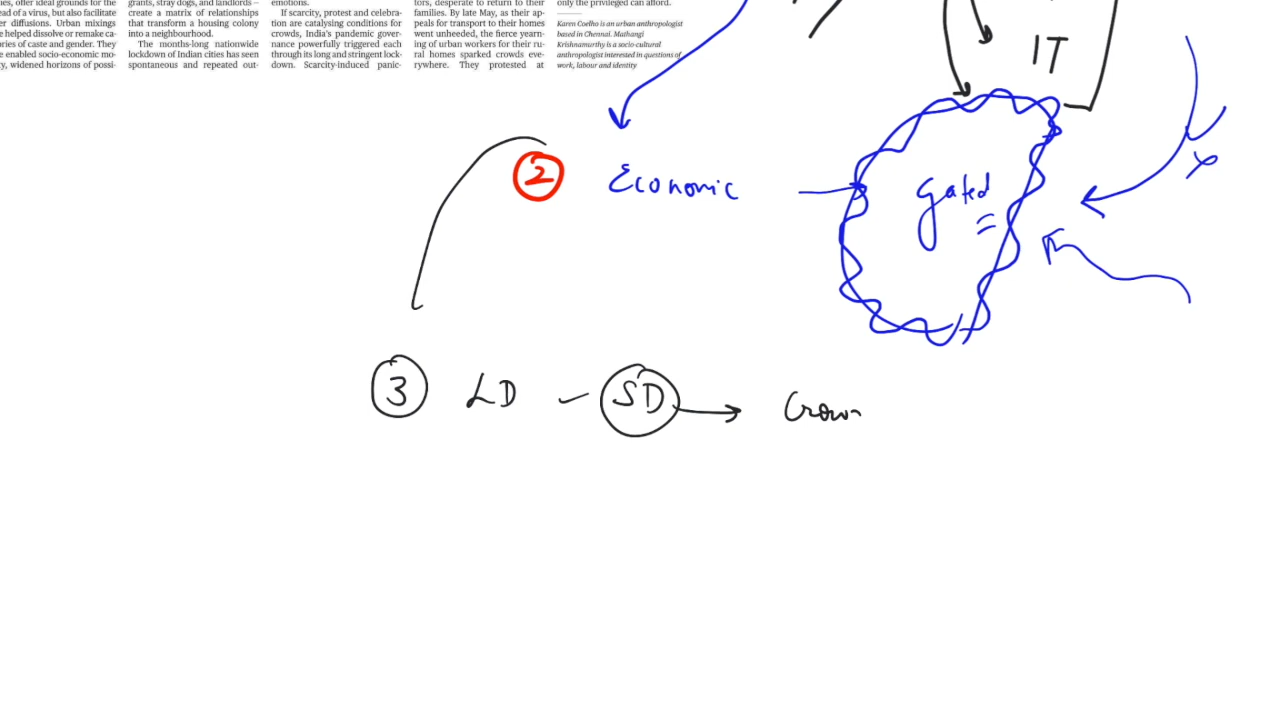 ies, offer ideal grounds for the
ead of a virus, but also facilitate
er diffusions. Urban mixings
e helped dissolve or remake ca-
ries of caste and gender. They
e enabled socio-economic mo-
y, widened horizons of possi-
grants, stray dogs, and landlords –
create a matrix of relationships
that transform a housing colony
into a neighbourhood.
The months-long nationwide
lockdown of Indian cities has seen
spontaneous and repeated out-
emotions.
If scarcity, protest and celebra-
tion are catalysing conditions for
crowds, India's pandemic gover-
nance powerfully triggered each
through its long and stringent lock-
down. Scarcity-induced panic-
tors, desperate to return to their
families. By late May, as their ap-
peals for transport to their homes
went unheeded, the fierce yearn-
ing of urban workers for their ru-
ral homes sparked crowds eve-
rywhere. They protested at
only the privileged can afford.
Karen Coelho is an urban anthropologist
based in Chennai. Mathangi
Krishnamurthy is a socio-cultural
anthropologist interested in questions of
work, labour and identity
IT
2 Economic
gated
3 LD – SD → Crow